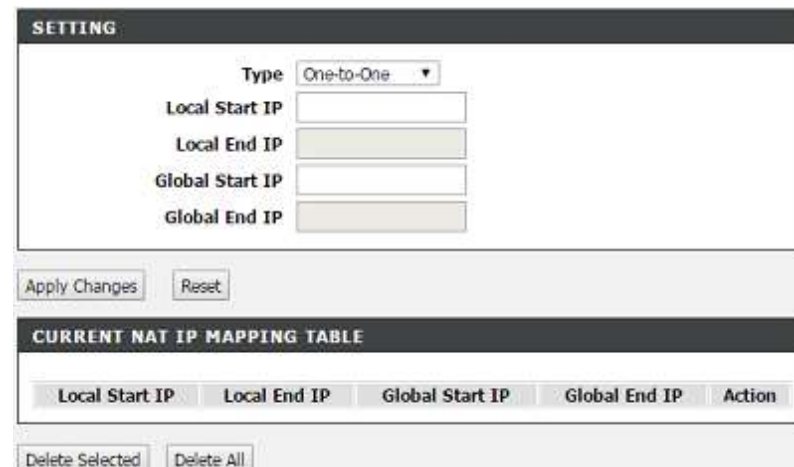 SETTING
Type One-to-One
Local Start IP
Local End IP
Global Start IP
Global End IP
Apply Changes Reset
CURRENT NAT IP MAPPING TABLE
Local Start IP Local End IP Global Start IP Global End IP Action
Delete Selected Delete All